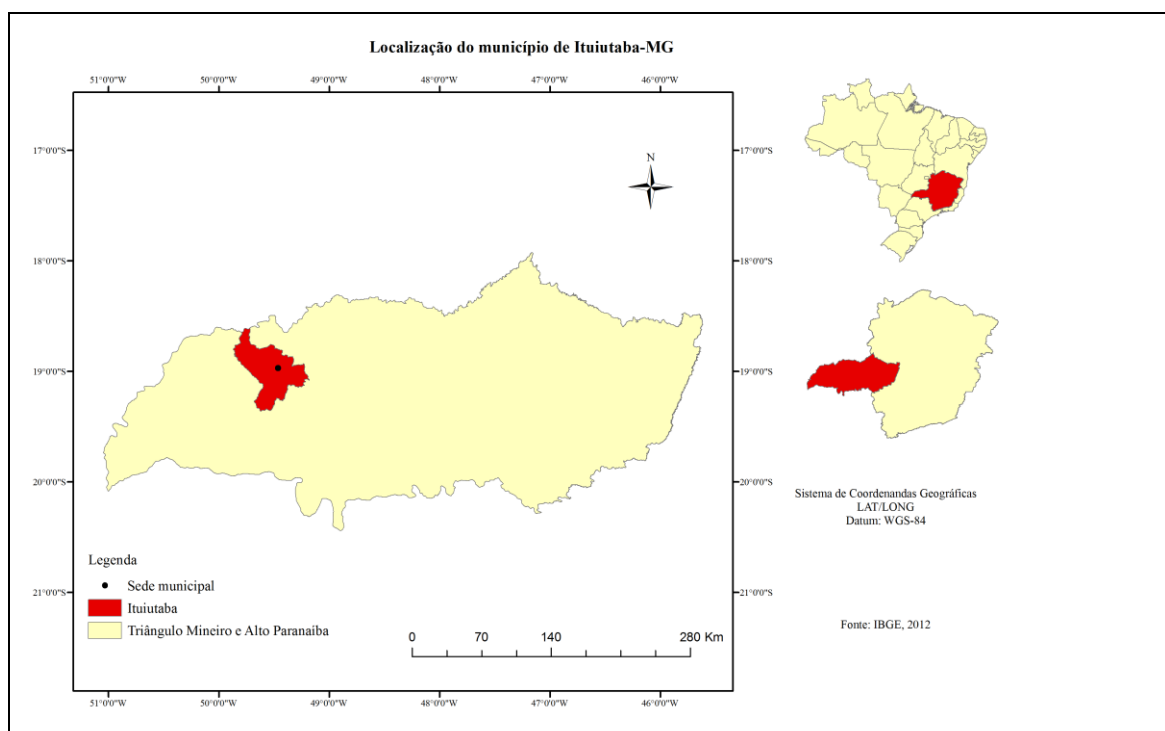 Localização do município de Ituiutaba-MG
51°0'0"W 50°0'0"W 49°0'0"W 48°0'0"W 47°0'0"W 46°0'0"W
17°0'0"S 17°0'0"S
N
18°0'0"S 18°0'0"S
19°0'0"S 19°0'0"S
20°0'0"S 20°0'0"S
21°0'0"S 21°0'0"S
Legenda
Sede municipal
Ituiutaba
Triângulo Mineiro e Alto Paranaíba
0 70 140 280 Km
51°0'0"W 50°0'0"W 49°0'0"W 48°0'0"W 47°0'0"W 46°0'0"W
Sistema de Coordenandas Geográficas
LAT/LONG
Datum: WGS-84
Fonte: IBGE, 2012